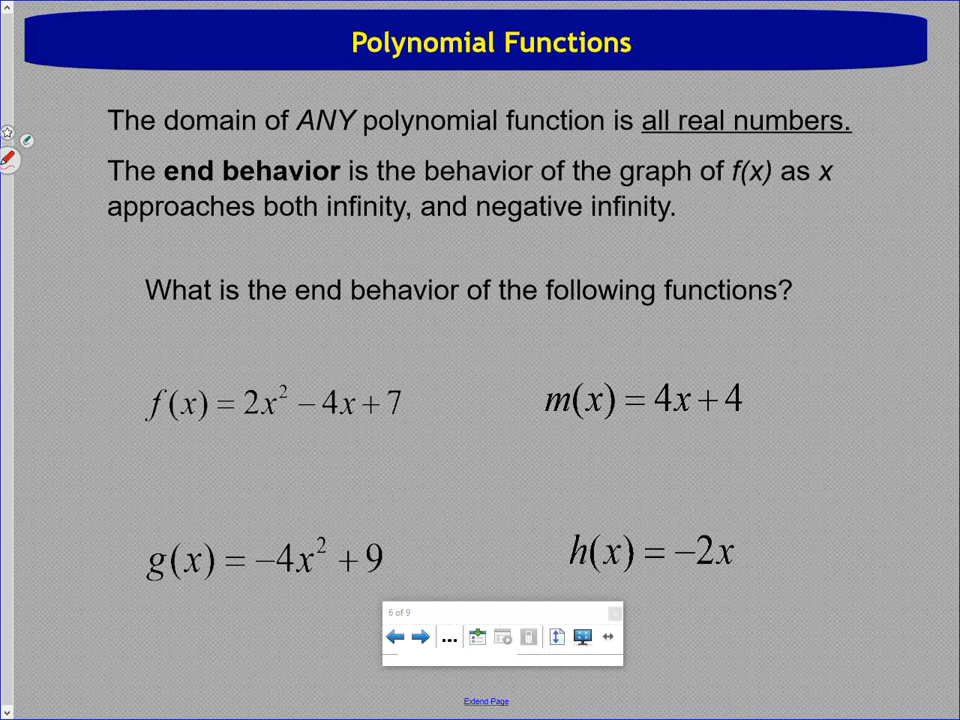 Polynomial Functions
The domain of ANY polynomial function is all real numbers.
The end behavior is the behavior of the graph of f(x) as x
approaches both infinity, and negative infinity.
What is the end behavior of the following functions?
f(x) = 2x² − 4x + 7
m(x) = 4x + 4
g(x) = −4x² + 9
h(x) = −2x
6 of 9
Extend Page